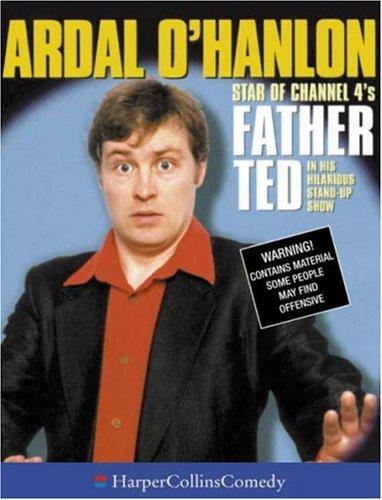 ARDAL O'HANLON
STAR OF CHANNEL 4's
FATHER
TED
IN HIS
HILARIOUS
STAND-UP
SHOW
WARNING!
CONTAINS MATERIAL
SOME PEOPLE
MAY FIND
OFFENSIVE
HarperCollinsComedy